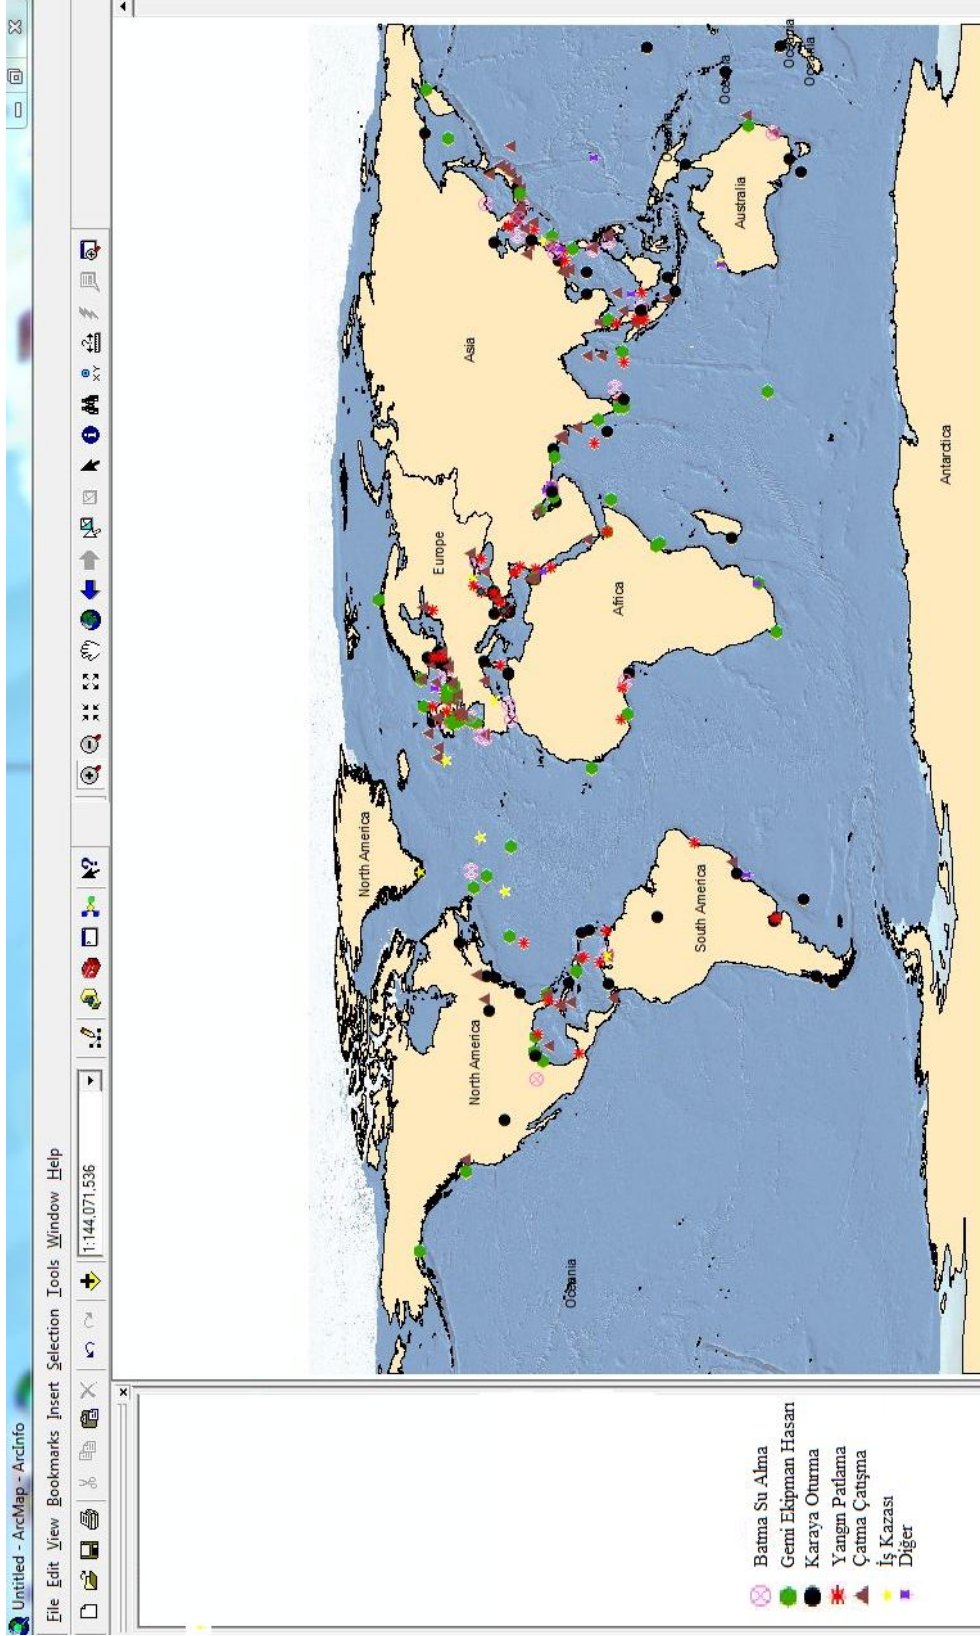 Untitled - ArcMap - ArcInfo
File Edit View Bookmarks Insert Selection Tools Window Help
1:144,071,536
Batma Su Alma
Gemi Ekipman Hasarı
Karaya Oturma
Yangın Patlama
Çatma Çatışma
İş Kazası
Diğer
North America
North America
Europe
Asia
Africa
South America
Oceania
Oceania
Oceania
Oceania
Oceania
Australia
Antarctica